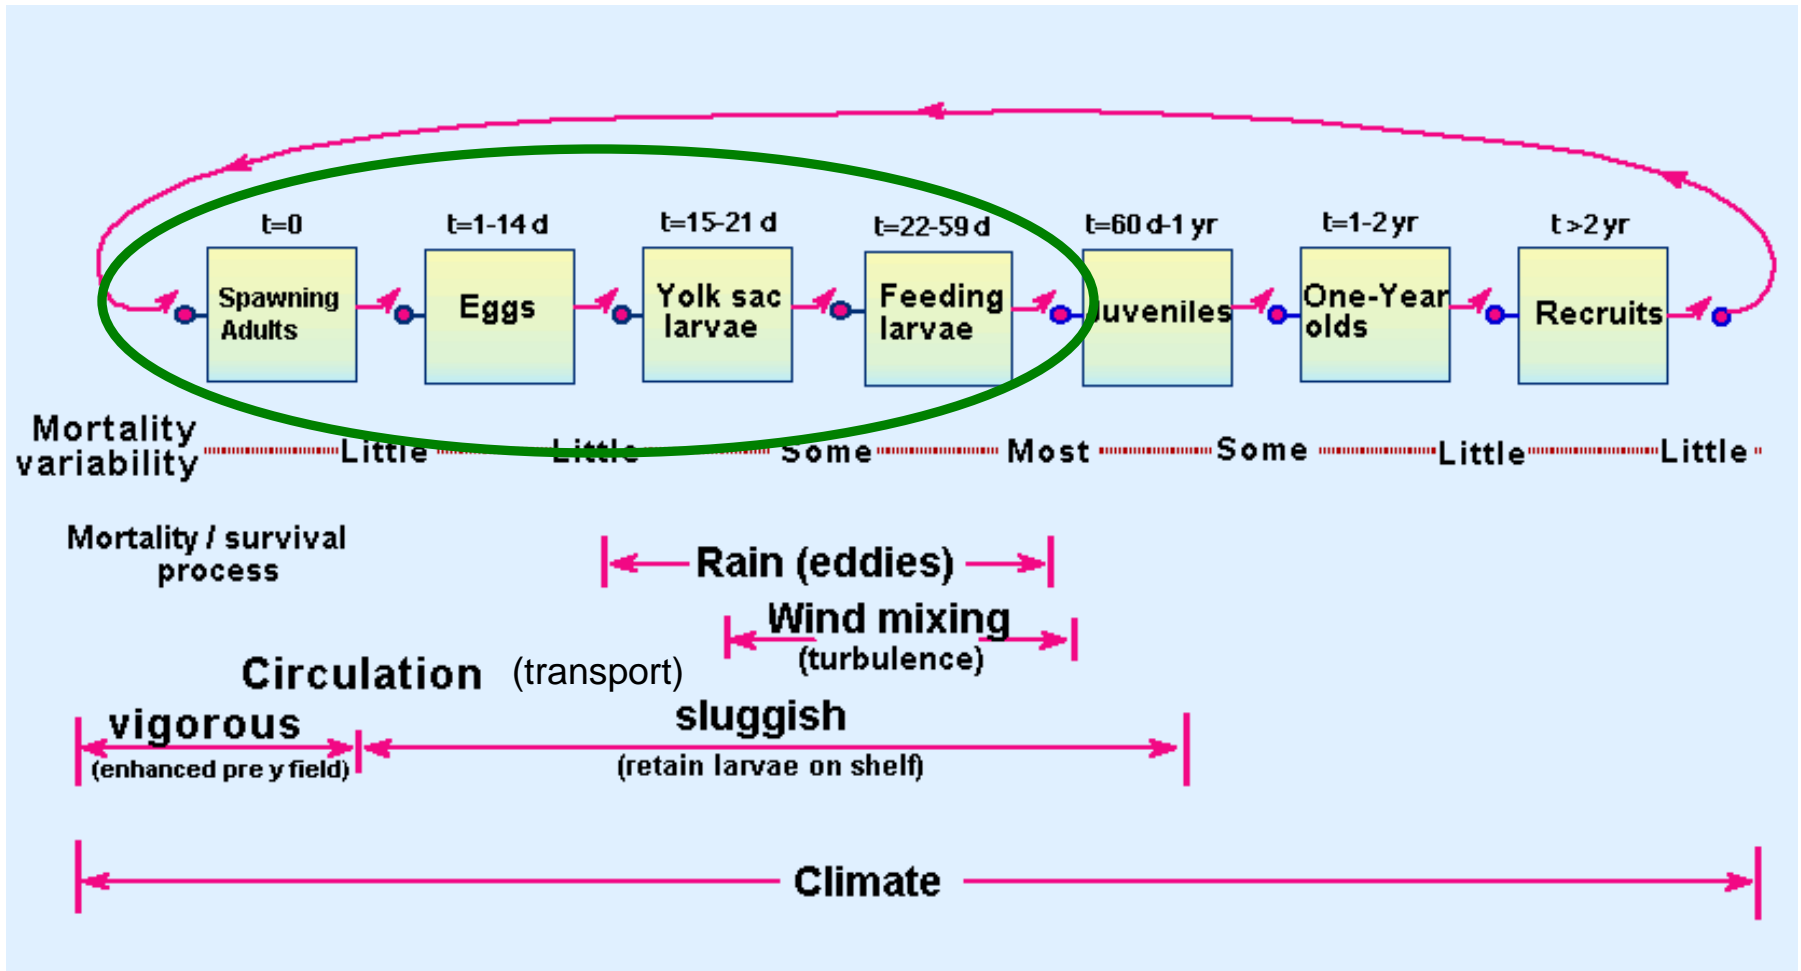 t=0
t=1-14 d
t=15-21 d
t=22-59 d
t=60 d-1 yr
t=1-2 yr
t >2 yr
Spawning
Adults
Eggs
Yolk sac
larvae
Feeding
larvae
Juveniles
One-Year
olds
Recruits
Mortality
variability
Little
Little
Some
Most
Some
Little
Little
Mortality / survival
process
Rain (eddies)
Wind mixing
(turbulence)
Circulation (transport)
vigorous
(enhanced prey field)
sluggish
(retain larvae on shelf)
Climate